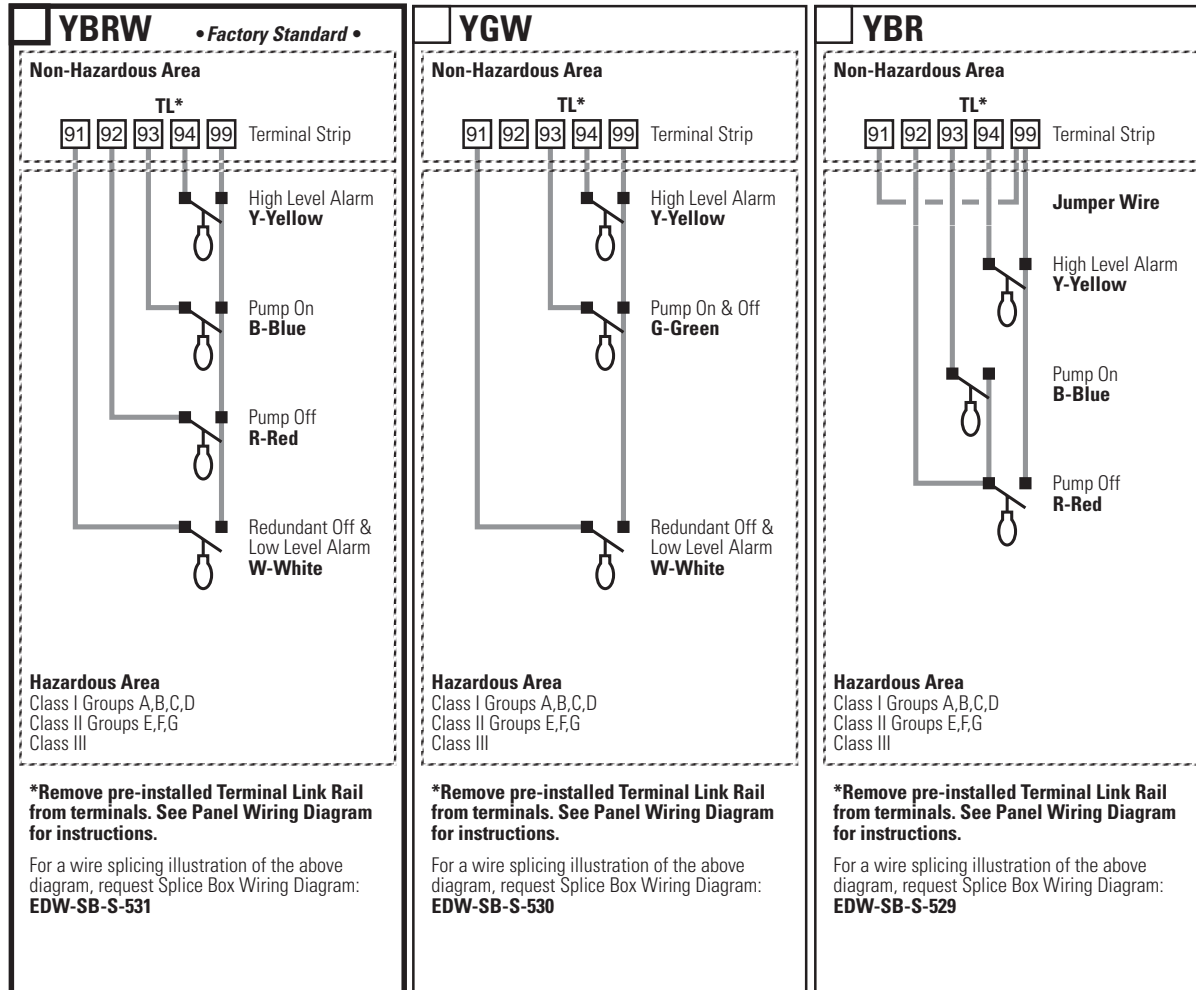 YBRW • Factory Standard •
Non-Hazardous Area
TL*
91 92 93 94 99 Terminal Strip
High Level Alarm
Y-Yellow
Pump On
B-Blue
Pump Off
R-Red
Redundant Off &
Low Level Alarm
W-White
Hazardous Area
Class I Groups A,B,C,D
Class II Groups E,F,G
Class III
*Remove pre-installed Terminal Link Rail
from terminals. See Panel Wiring Diagram
for instructions.
For a wire splicing illustration of the above
diagram, request Splice Box Wiring Diagram:
EDW-SB-S-531
YGW
Non-Hazardous Area
TL*
91 92 93 94 99 Terminal Strip
High Level Alarm
Y-Yellow
Pump On & Off
G-Green
Redundant Off &
Low Level Alarm
W-White
Hazardous Area
Class I Groups A,B,C,D
Class II Groups E,F,G
Class III
*Remove pre-installed Terminal Link Rail
from terminals. See Panel Wiring Diagram
for instructions.
For a wire splicing illustration of the above
diagram, request Splice Box Wiring Diagram:
EDW-SB-S-530
YBR
Non-Hazardous Area
TL*
91 92 93 94 99 Terminal Strip
Jumper Wire
High Level Alarm
Y-Yellow
Pump On
B-Blue
Pump Off
R-Red
Hazardous Area
Class I Groups A,B,C,D
Class II Groups E,F,G
Class III
*Remove pre-installed Terminal Link Rail
from terminals. See Panel Wiring Diagram
for instructions.
For a wire splicing illustration of the above
diagram, request Splice Box Wiring Diagram:
EDW-SB-S-529